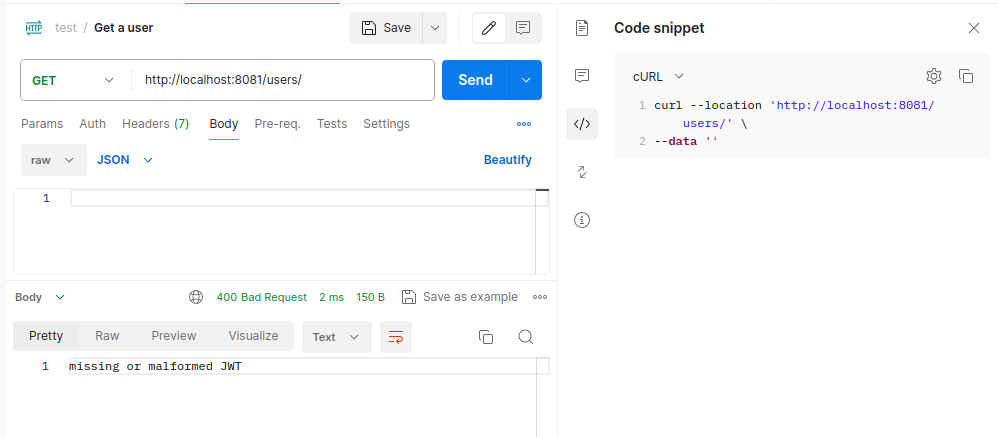 HTTP test / Get a user Save
GET http://localhost:8081/users/ Send
Params Auth Headers (7) Body Pre-req. Tests Settings
raw JSON Beautify
1
Body 400 Bad Request 2 ms 150 B Save as example
Pretty Raw Preview Visualize Text
1 missing or malformed JWT
Code snippet
cURL
1 curl --location 'http://localhost:8081/
users/' \
2 --data ''